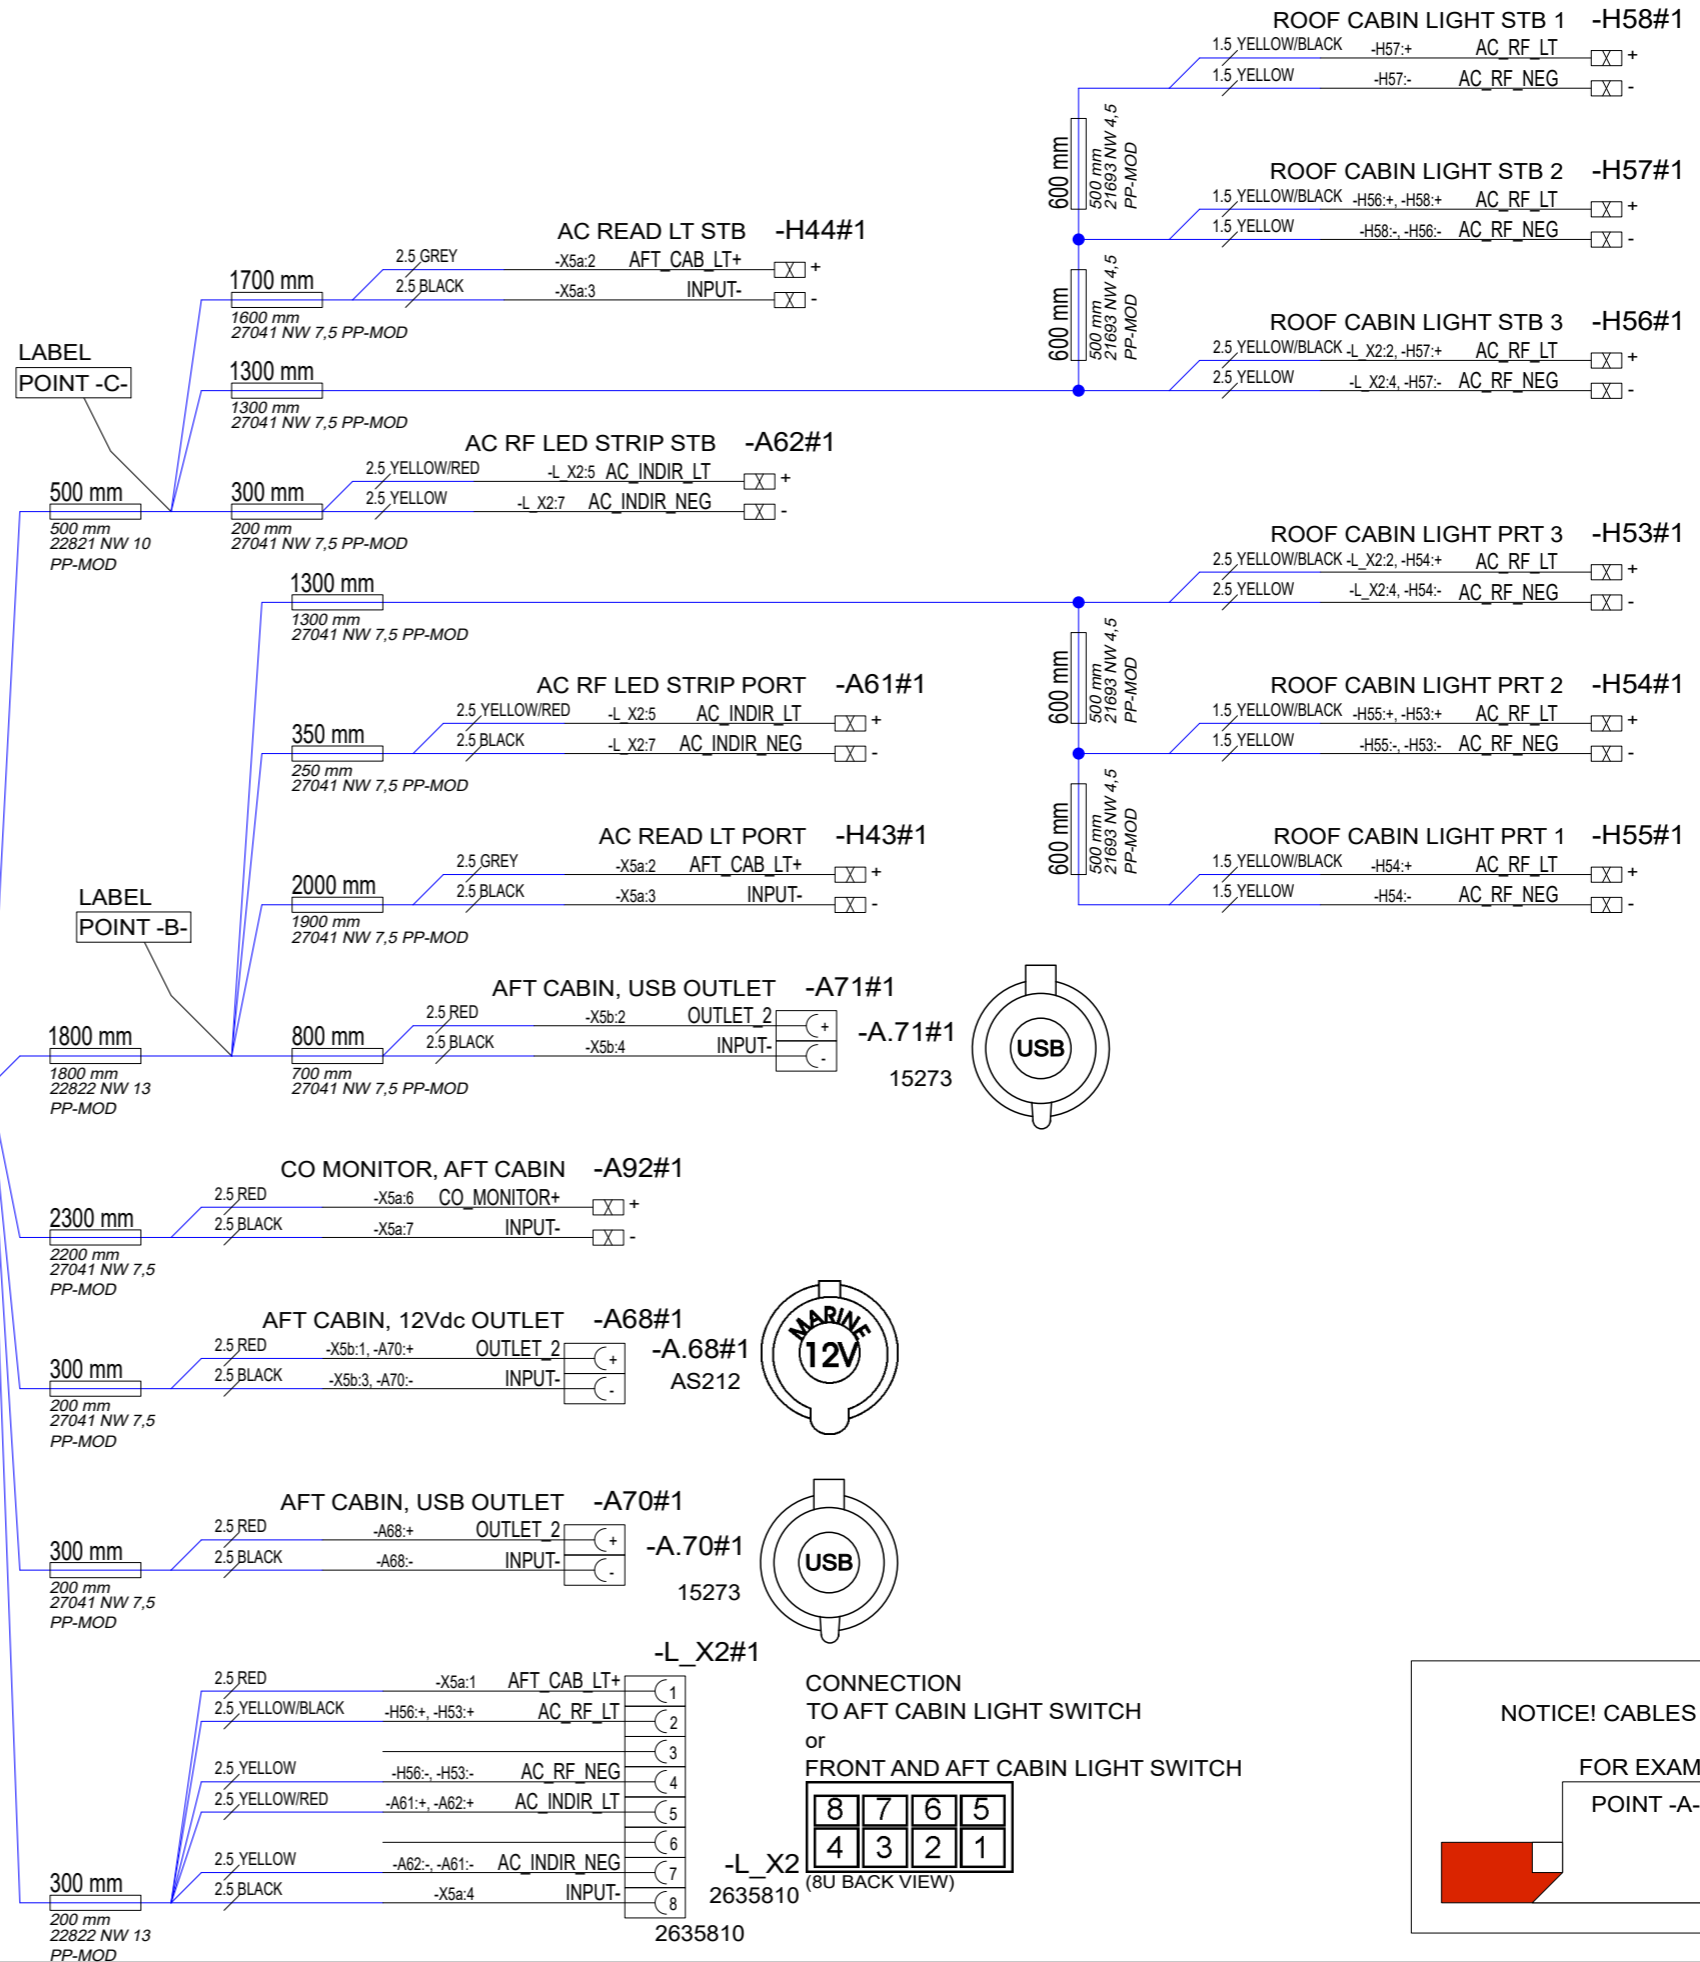 ROOF CABIN LIGHT STB 1 -H58#1
1.5 YELLOW/BLACK -H57:+ AC_RF_LT +
1.5 YELLOW -H57:- AC_RF_NEG -
600 mm
500 mm
21693 NW 4,5
PP-MOD
ROOF CABIN LIGHT STB 2 -H57#1
1.5 YELLOW/BLACK -H56:+, -H58:+ AC_RF_LT +
1.5 YELLOW -H58:-, -H56:- AC_RF_NEG -
600 mm
500 mm
21693 NW 4,5
PP-MOD
ROOF CABIN LIGHT STB 3 -H56#1
2.5 YELLOW/BLACK -L_X2:2, -H57:+ AC_RF_LT +
2.5 YELLOW -L_X2:4, -H57:- AC_RF_NEG -
AC READ LT STB -H44#1
2.5 GREY -X5a:2 AFT_CAB_LT+ +
2.5 BLACK -X5a:3 INPUT- -
1700 mm
1600 mm
27041 NW 7,5 PP-MOD
LABEL
POINT -C-
1300 mm
1300 mm
27041 NW 7,5 PP-MOD
AC RF LED STRIP STB -A62#1
2.5 YELLOW/RED -L_X2:5 AC_INDIR_LT +
2.5 YELLOW -L_X2:7 AC_INDIR_NEG -
500 mm
500 mm
22821 NW 10
PP-MOD
300 mm
200 mm
27041 NW 7,5 PP-MOD
ROOF CABIN LIGHT PRT 3 -H53#1
2.5 YELLOW/BLACK -L_X2:2, -H54:+ AC_RF_LT +
2.5 YELLOW -L_X2:4, -H54:- AC_RF_NEG -
1300 mm
1300 mm
27041 NW 7,5 PP-MOD
600 mm
500 mm
21693 NW 4,5
PP-MOD
AC RF LED STRIP PORT -A61#1
2.5 YELLOW/RED -L_X2:5 AC_INDIR_LT +
2.5 BLACK -L_X2:7 AC_INDIR_NEG -
350 mm
250 mm
27041 NW 7,5 PP-MOD
ROOF CABIN LIGHT PRT 2 -H54#1
1.5 YELLOW/BLACK -H55:+, -H53:+ AC_RF_LT +
1.5 YELLOW -H55:-, -H53:- AC_RF_NEG -
600 mm
500 mm
21693 NW 4,5
PP-MOD
AC READ LT PORT -H43#1
2.5 GREY -X5a:2 AFT_CAB_LT+ +
2.5 BLACK -X5a:3 INPUT- -
2000 mm
1900 mm
27041 NW 7,5 PP-MOD
ROOF CABIN LIGHT PRT 1 -H55#1
1.5 YELLOW/BLACK -H54:+ AC_RF_LT +
1.5 YELLOW -H54:- AC_RF_NEG -
LABEL
POINT -B-
AFT CABIN, USB OUTLET -A71#1
2.5 RED -X5b:2 OUTLET_2 +
2.5 BLACK -X5b:4 INPUT- -
-A.71#1
15273
USB
1800 mm
1800 mm
22822 NW 13
PP-MOD
800 mm
700 mm
27041 NW 7,5 PP-MOD
CO MONITOR, AFT CABIN -A92#1
2.5 RED -X5a:6 CO_MONITOR+ +
2.5 BLACK -X5a:7 INPUT- -
2300 mm
2200 mm
27041 NW 7,5
PP-MOD
AFT CABIN, 12Vdc OUTLET -A68#1
2.5 RED -X5b:1, -A70:+ OUTLET_2 +
2.5 BLACK -X5b:3, -A70:- INPUT- -
-A.68#1
AS212
MARINE
12V
300 mm
200 mm
27041 NW 7,5
PP-MOD
AFT CABIN, USB OUTLET -A70#1
2.5 RED -A68:+ OUTLET_2 +
2.5 BLACK -A68:- INPUT- -
-A.70#1
15273
USB
300 mm
200 mm
27041 NW 7,5
PP-MOD
-L_X2#1
2.5 RED -X5a:1 AFT_CAB_LT+ 1
2.5 YELLOW/BLACK -H56:+, -H53:+ AC_RF_LT 2
3
2.5 YELLOW -H56:-, -H53:- AC_RF_NEG 4
2.5 YELLOW/RED -A61:+, -A62:+ AC_INDIR_LT 5
6
2.5 YELLOW -A62:-, -A61:- AC_INDIR_NEG 7
2.5 BLACK -X5a:4 INPUT- 8
300 mm
200 mm
22822 NW 13
PP-MOD
2635810
CONNECTION
TO AFT CABIN LIGHT SWITCH
or
FRONT AND AFT CABIN LIGHT SWITCH
8 7 6 5
4 3 2 1
(8U BACK VIEW)
-L_X2
2635810
NOTICE! CABLES
FOR EXAM
POINT -A-